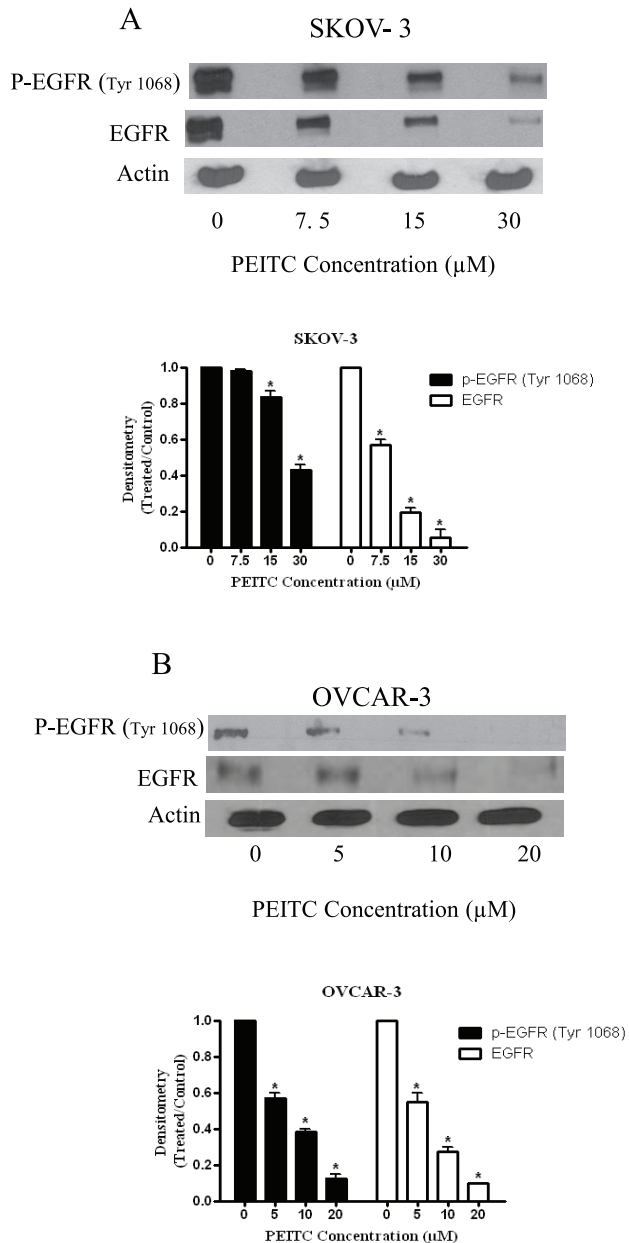 A
SKOV- 3
P-EGFR (Tyr 1068)
EGFR
Actin
0 7. 5 15 30
PEITC Concentration (µM)
SKOV-3
1.0
0.8
0.6
0.4
0.2
0.0
Densitometry
(Treated/Control)
* * * * *
p-EGFR (Tyr 1068)
EGFR
0 7.5 15 30 0 7.5 15 30
PEITC Concentration (µM)
B
OVCAR-3
P-EGFR (Tyr 1068)
EGFR
Actin
0 5 10 20
PEITC Concentration (µM)
OVCAR-3
1.0
0.8
0.6
0.4
0.2
0.0
Densitometry
(Treated/Control)
* * * * * *
p-EGFR (Tyr 1068)
EGFR
0 5 10 20 0 5 10 20
PEITC Concentration (µM)